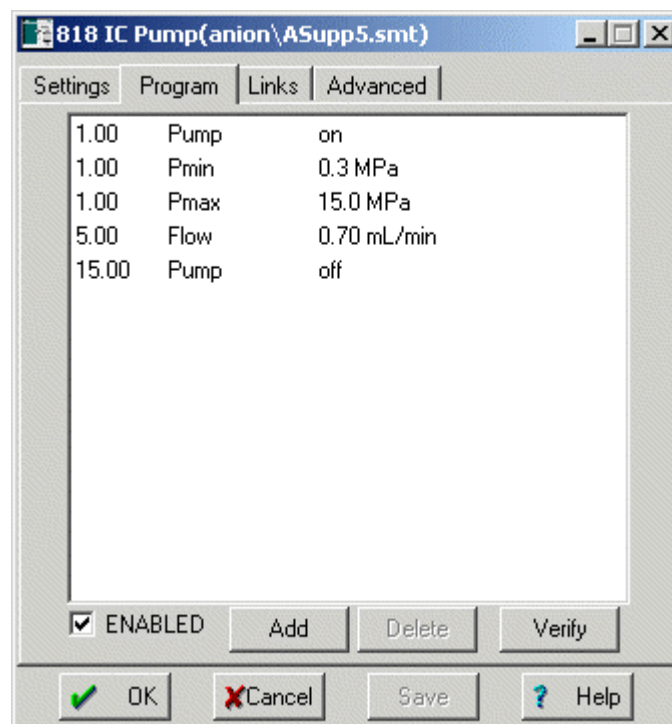 818 IC Pump(anion\ASupp5.smt)
Settings Program Links Advanced
1.00 Pump on
1.00 Pmin 0.3 MPa
1.00 Pmax 15.0 MPa
5.00 Flow 0.70 mL/min
15.00 Pump off
ENABLED Add Delete Verify
OK Cancel Save ? Help